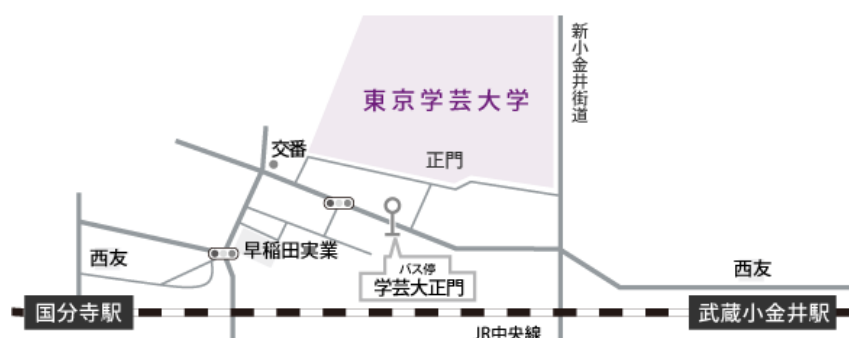 東京学芸大学
新小金井街道
交番
正門
早稲田実業
西友
バス停
学芸大正門
西友
国分寺駅
武蔵小金井駅
JR中央線